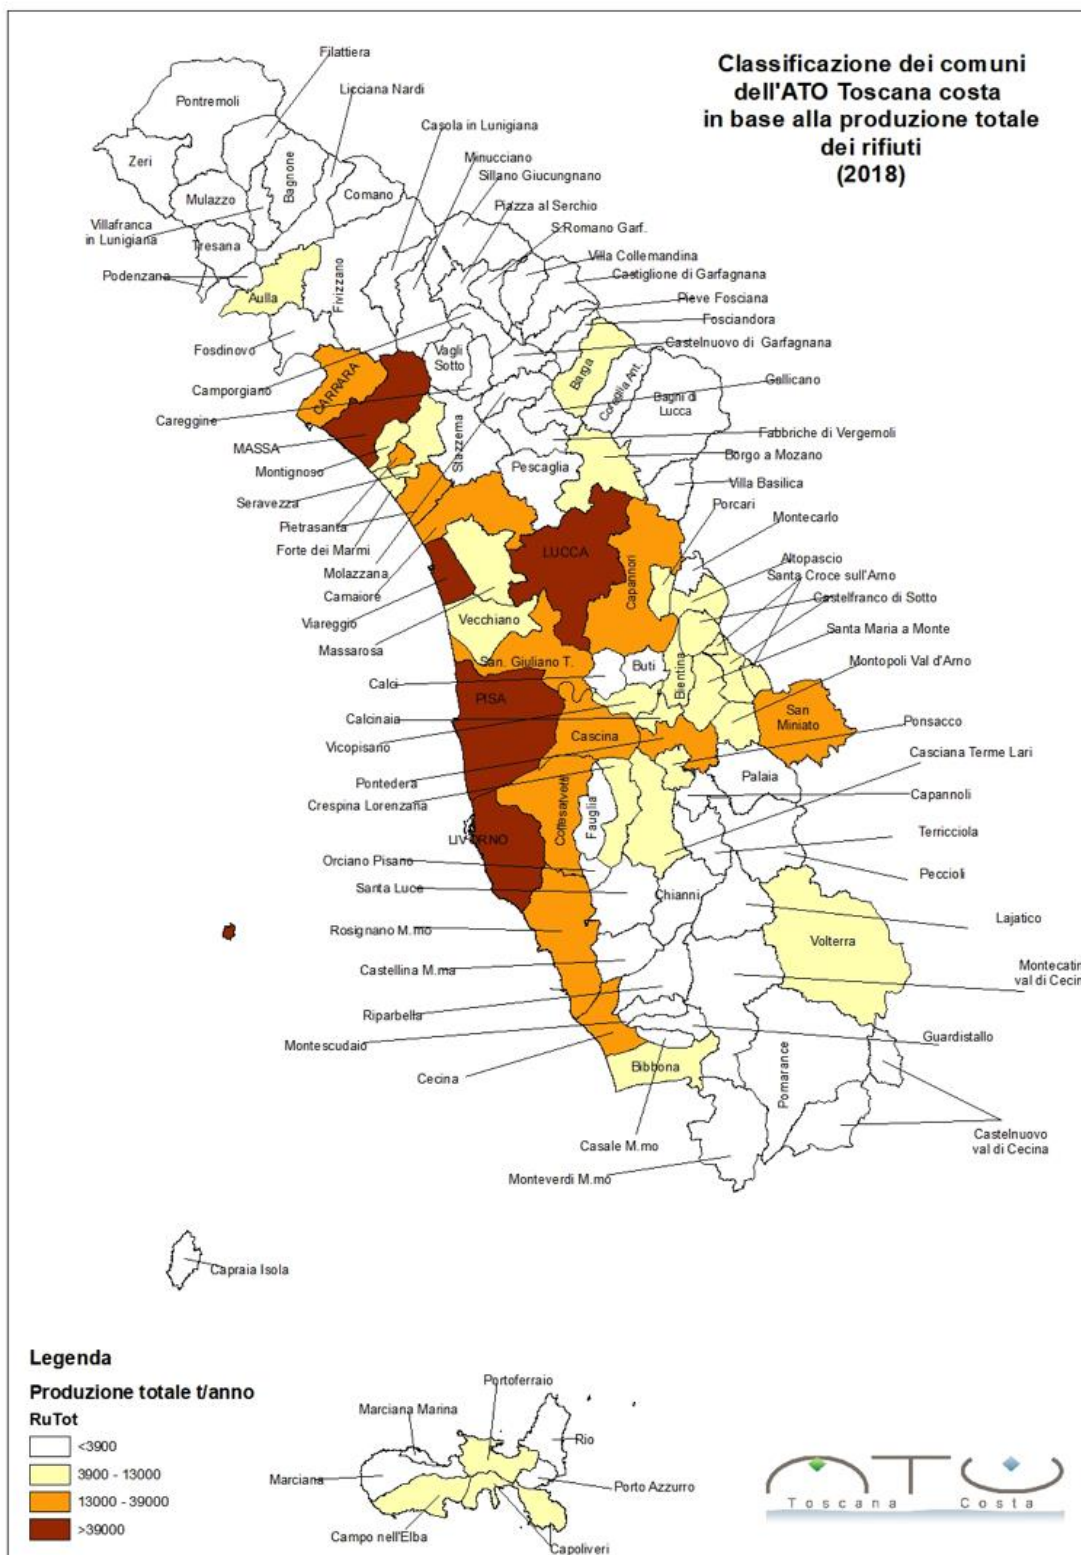 Classificazione dei comuni
dell'ATO Toscana costa
in base alla produzione totale
dei rifiuti
(2018)
Filattiera
Licciana Nardi
Pontremoli
Casola in Lunigiana
Minucciano
Sillano Giucungnano
Zeri
Bagnone
Comano
Mulazzo
Piazza al Serchio
Villafranca
in Lunigiana
S.Romano Garf.
Tresana
Villa Collemandina
Podenzana
Castiglione di Garfagnana
Aulla
Fivizzano
Pieve Fosciana
Fosciandora
Fosdinovo
Castelnuovo di Garfagnana
Vagli
Sotto
Barga
Camporgiano
CARRARA
Gallicano
Coreglia Ant.
Bagni di
Lucca
Careggine
Fabbriche di Vergemoli
MASSA
Stazzema
Borgo a Mozano
Montignoso
Pescaglia
Villa Basilica
Seravezza
Porcari
Pietrasanta
Montecarlo
Forte dei Marmi
LUCCA
Capannori
Altopascio
Molazzana
Santa Croce sull'Arno
Camaiore
Castelfranco di Sotto
Viareggio
Vecchiano
Santa Maria a Monte
Massarosa
San. Giuliano T.
Buti
Bientina
Montopoli Val d'Arno
Calci
PISA
San
Miniato
Calcinaia
Ponsacco
Vicopisano
Cascina
Casciana Terme Lari
Pontedera
Palaia
Crespina Lorenzana
Capannoli
Collesalvetti
Fauglia
LIVORNO
Terricciola
Orciano Pisano
Peccioli
Santa Luce
Chianni
Lajatico
Rosignano M.mo
Volterra
Castellina M.ma
Montecatin
val di Cecin
Riparbella
Guardistallo
Montescudaio
Cecina
Bibbona
Pomarance
Casale M.mo
Castelnuovo
val di Cecina
Monteverdi M.mo
Capraia Isola
Legenda
Produzione totale t/anno
RuTot
<3900
3900 - 13000
13000 - 39000
>39000
Portoferraio
Marciana Marina
Rio
Marciana
Porto Azzurro
Campo nell'Elba
Capoliveri
ATO
Toscana Costa